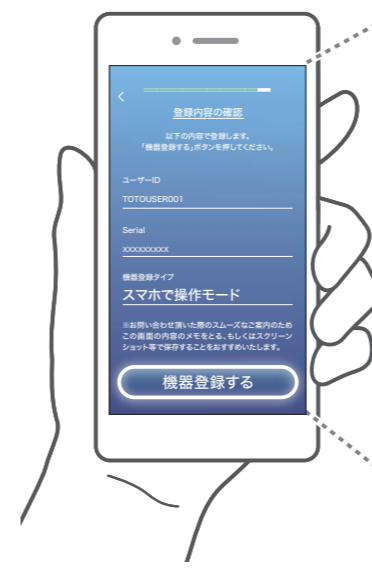 登録内容の確認
以下の内容で登録します。
「機器登録する」ボタンを押してください。
ユーザーID
TOTOUSER001
Serial
xxxxxxxxx
機器登録タイプ
スマホで操作モード
※お問い合わせ頂いた際のスムーズなご案内のため
この画面の内容のメモをとる、もしくはスクリーン
ショット等で保存することをおすすめいたします。
機器登録する